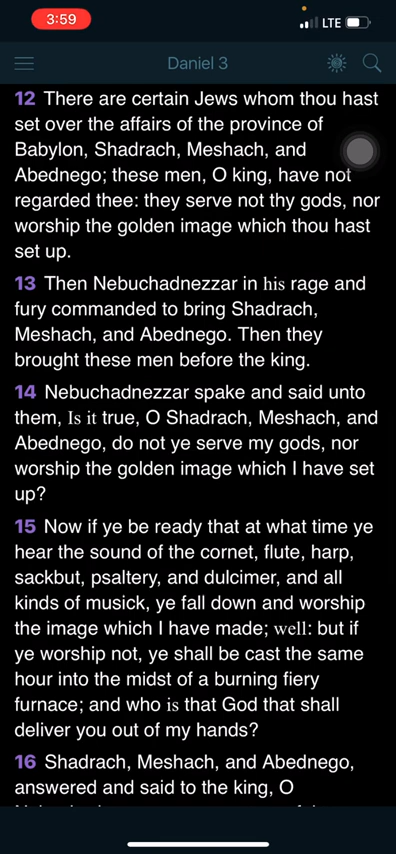 3:59
LTE
Daniel 3
12 There are certain Jews whom thou hast
set over the affairs of the province of
Babylon, Shadrach, Meshach, and
Abednego; these men, O king, have not
regarded thee: they serve not thy gods, nor
worship the golden image which thou hast
set up.
13 Then Nebuchadnezzar in his rage and
fury commanded to bring Shadrach,
Meshach, and Abednego. Then they
brought these men before the king.
14 Nebuchadnezzar spake and said unto
them, Is it true, O Shadrach, Meshach, and
Abednego, do not ye serve my gods, nor
worship the golden image which I have set
up?
15 Now if ye be ready that at what time ye
hear the sound of the cornet, flute, harp,
sackbut, psaltery, and dulcimer, and all
kinds of musick, ye fall down and worship
the image which I have made; well: but if
ye worship not, ye shall be cast the same
hour into the midst of a burning fiery
furnace; and who is that God that shall
deliver you out of my hands?
16 Shadrach, Meshach, and Abednego,
answered and said to the king, O